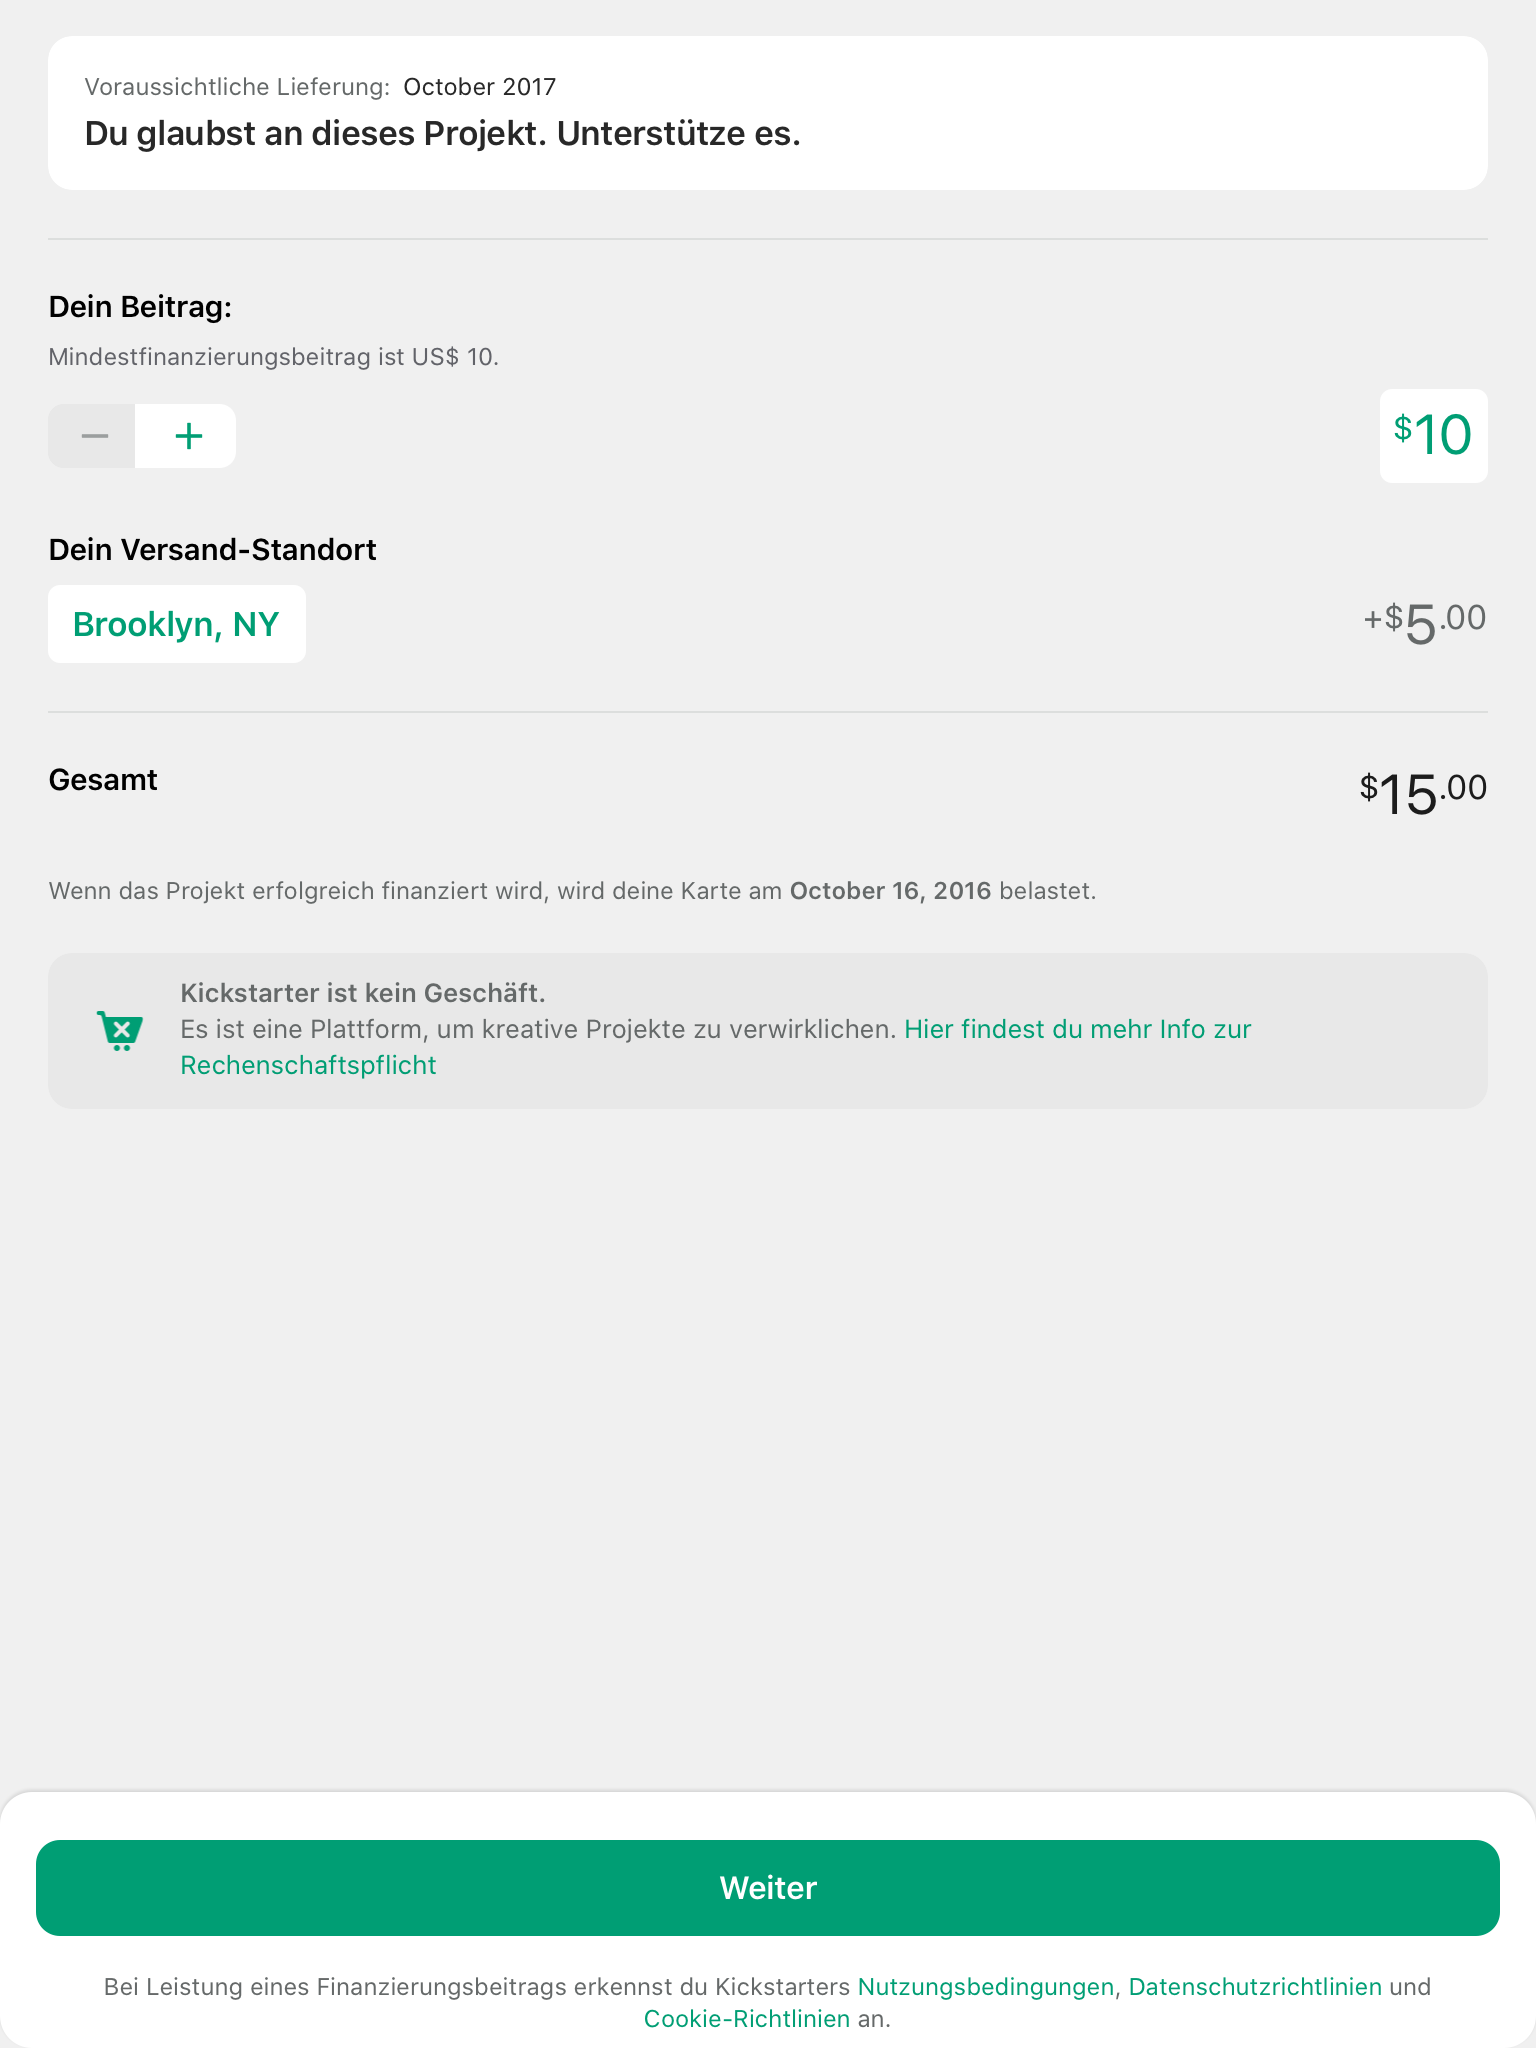 Voraussichtliche Lieferung: October 2017
Du glaubst an dieses Projekt. Unterstütze es.
Dein Beitrag:
Mindestfinanzierungsbeitrag ist US$ 10.
$10
Dein Versand-Standort
Brooklyn, NY
+$5.00
Gesamt
$15.00
Wenn das Projekt erfolgreich finanziert wird, wird deine Karte am October 16, 2016 belastet.
Kickstarter ist kein Geschäft.
Es ist eine Plattform, um kreative Projekte zu verwirklichen. Hier findest du mehr Info zur
Rechenschaftspflicht
Weiter
Bei Leistung eines Finanzierungsbeitrags erkennst du Kickstarters Nutzungsbedingungen, Datenschutzrichtlinien und
Cookie-Richtlinien an.